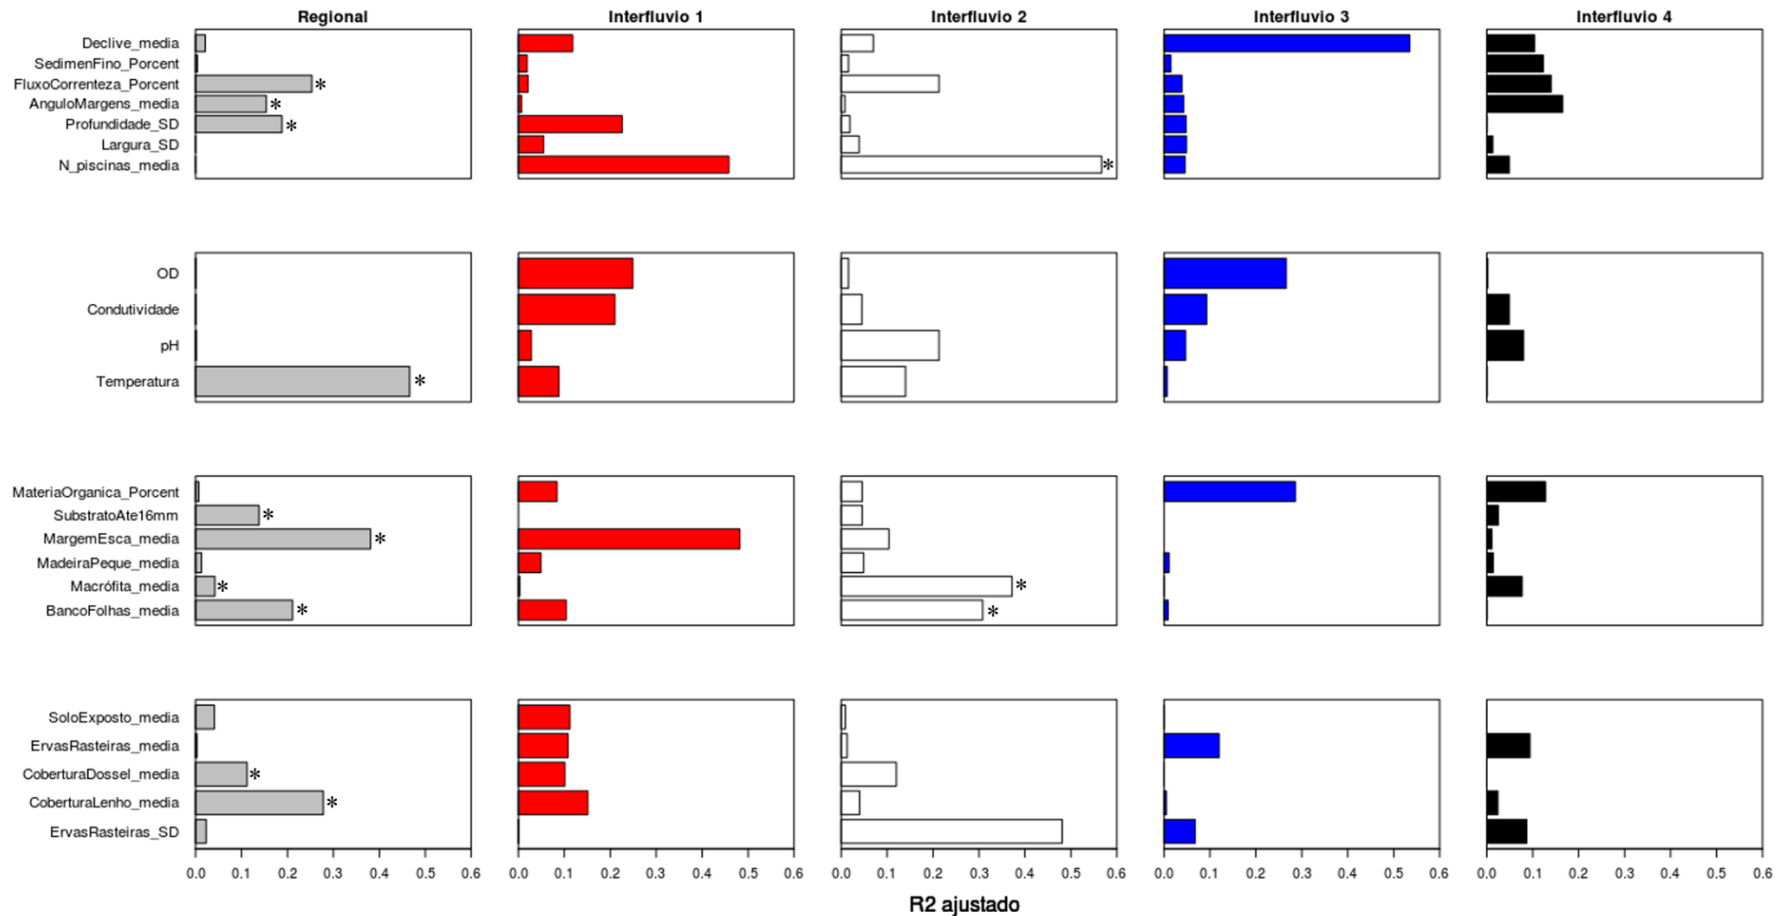 Regional Interfluvio 1 Interfluvio 2 Interfluvio 3 Interfluvio 4
Declive_media
SedimenFino_Porcent
FluxoCorrenteza_Porcent *
AnguloMargens_media *
Profundidade_SD *
Largura_SD
N_piscinas_media *
OD
Condutividade
pH
Temperatura *
MateriaOrganica_Porcent
SubstratoAte16mm *
MargemEsca_media *
MadeiraPeque_media
Macrófita_media * *
BancoFolhas_media * *
SoloExposto_media
ErvasRasteiras_media
CoberturaDossel_media *
CoberturaLenho_media *
ErvasRasteiras_SD
0.0 0.1 0.2 0.3 0.4 0.5 0.6 0.0 0.1 0.2 0.3 0.4 0.5 0.6 0.0 0.1 0.2 0.3 0.4 0.5 0.6 0.0 0.1 0.2 0.3 0.4 0.5 0.6 0.0 0.1 0.2 0.3 0.4 0.5 0.6
R2 ajustado